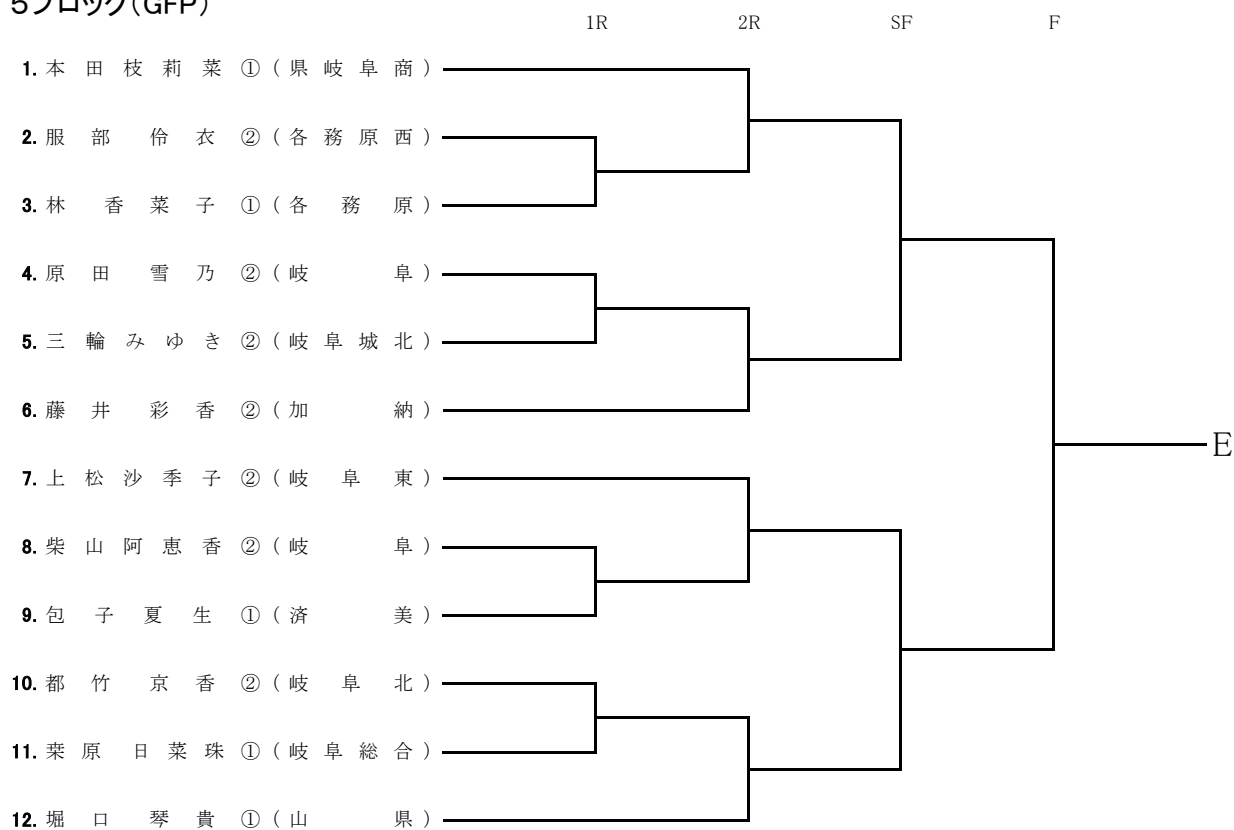 5ブロック(GFP)
1R 2R SF F
1. 本田枝莉菜 ① (県岐阜商)
2. 服部 伶衣 ② (各務原西)
3. 林 香菜子 ① (各務原)
4. 原田 雪乃 ② (岐阜)
5. 三輪みゆき ② (岐阜城北)
6. 藤井 彩香 ② (加納)
7. 上松沙季子 ② (岐阜東)
E
8. 柴山阿恵香 ② (岐阜)
9. 包子夏生 ① (済美)
10. 都竹 京香 ② (岐阜北)
11. 桒原 日菜珠 ① (岐阜総合)
12. 堀口 琴貴 ① (山県)